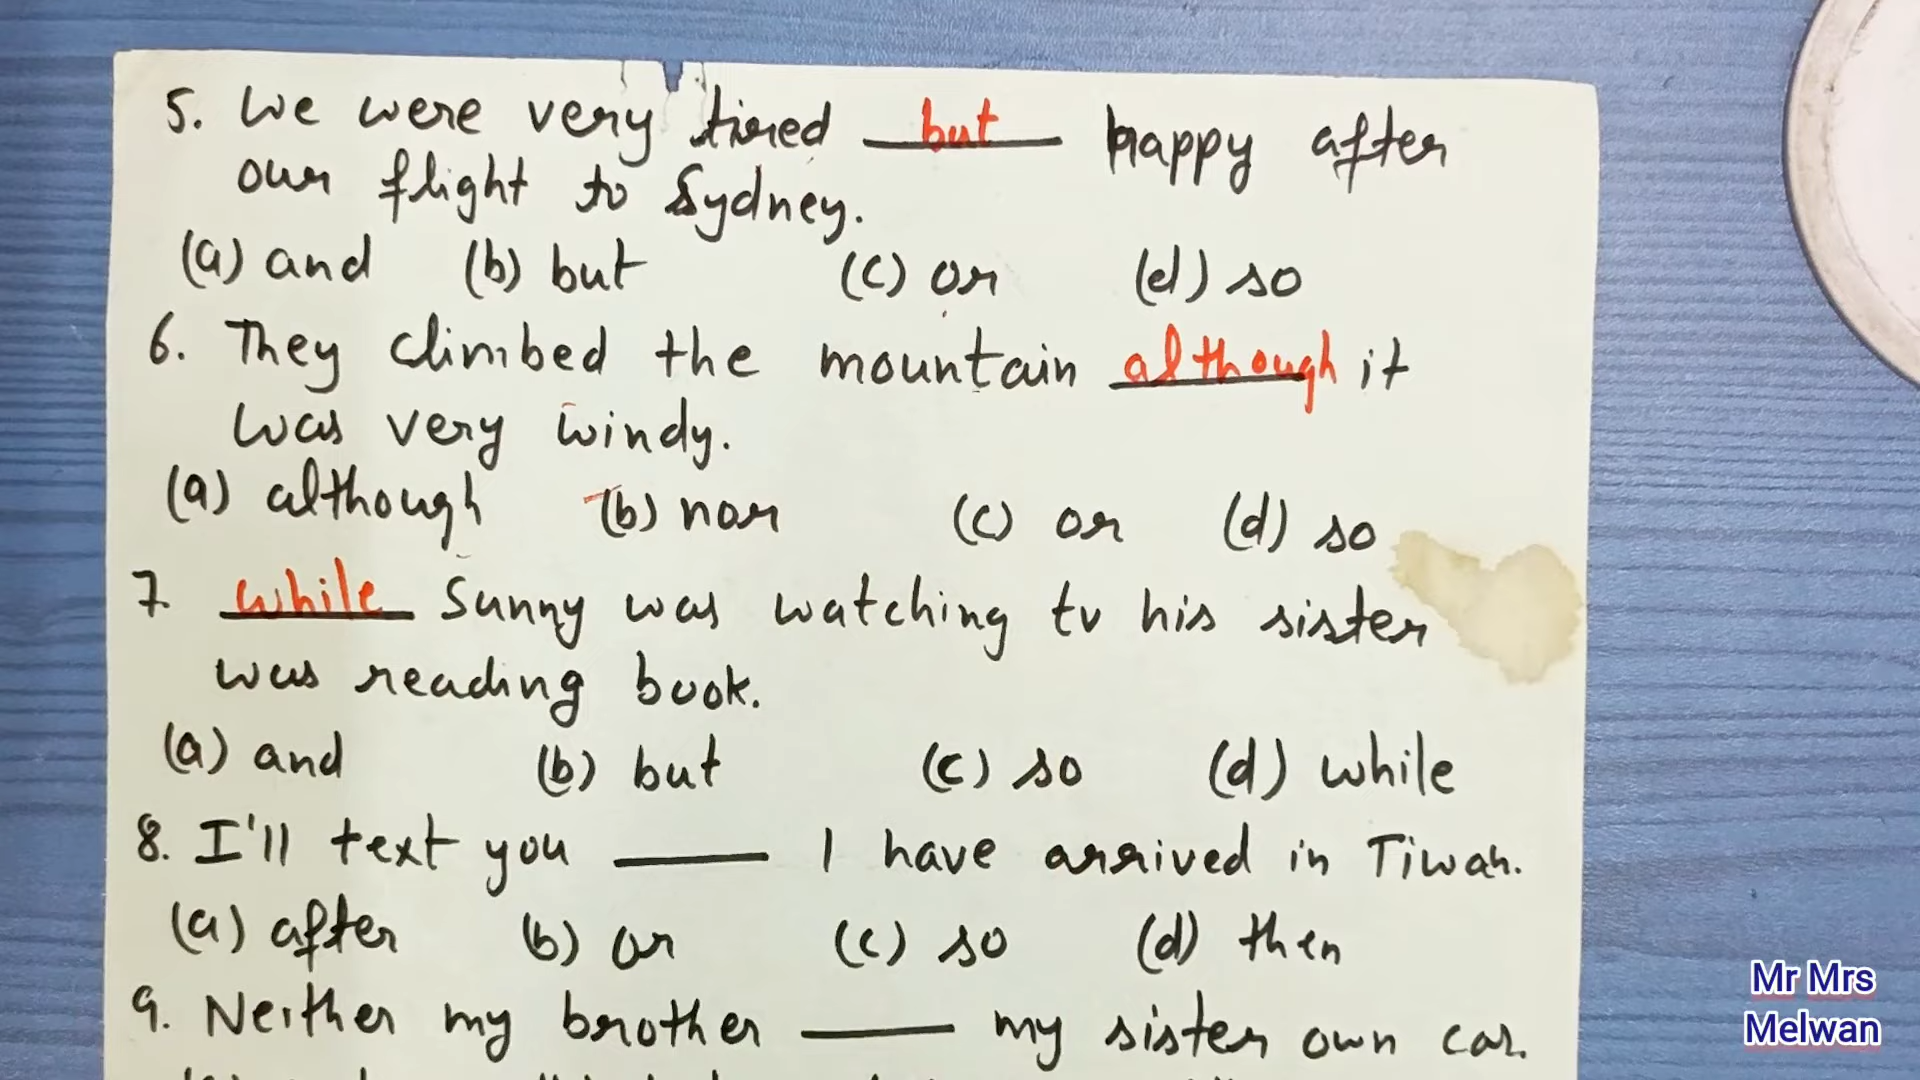 5. We were very tired but happy after
our flight to Sydney.
(a) and (b) but (c) or (d) so
6. They climbed the mountain although it
was very windy.
(a) although (b) nor (c) or (d) so
7. while Sunny was watching tv his sister
was reading book.
(a) and (b) but (c) so (d) while
8. I'll text you ____ I have arrived in Tiwan.
(a) after (b) or (c) so (d) then
9. Neither my brother ____ my sister own car.
Mr Mrs
Melwan